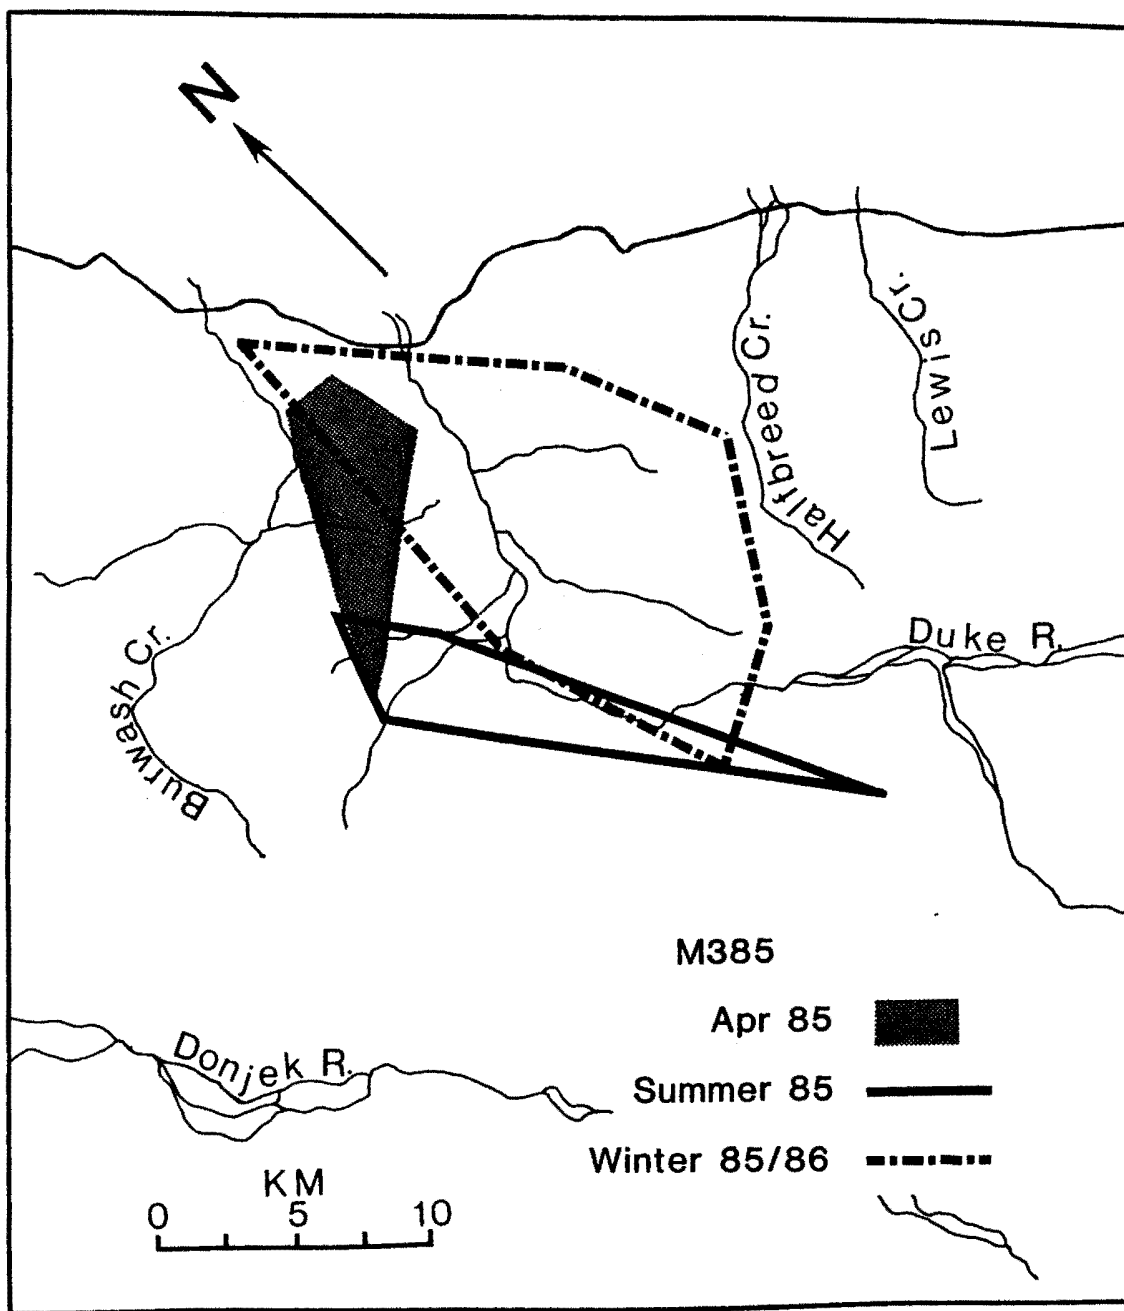 N
Halfbreed Cr.
Lewis Cr.
Duke R.
Burwash Cr.
M385
Apr 85
Summer 85
Winter 85/86
Donjek R.
KM
0 5 10